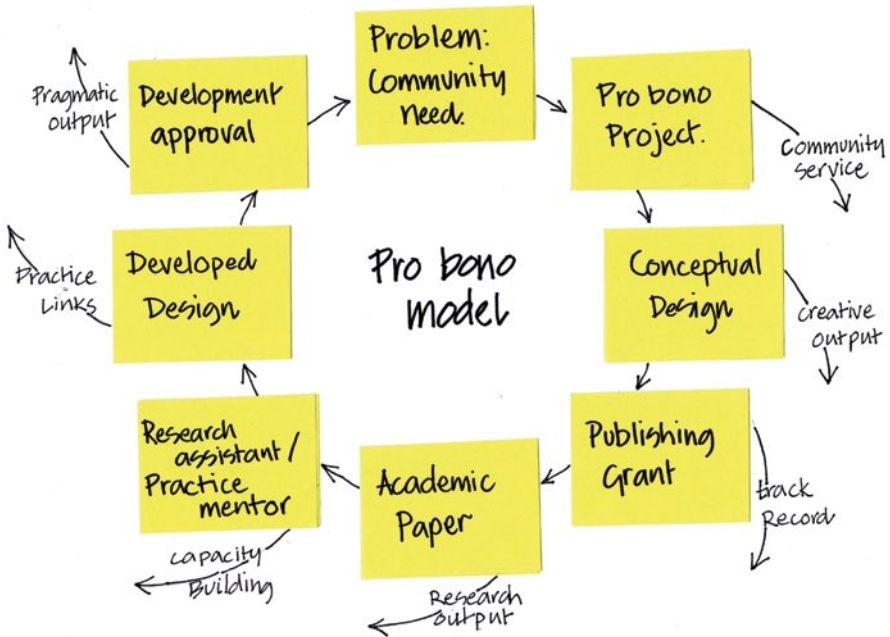 Problem:
Community
need.
Pro bono
Project.
Community
service
Conceptual
Design
Creative
output
Publishing
Grant
track
Record
Academic
Paper
Research
output
Research
assistant /
Practice
mentor
Capacity
Building
Developed
Design
Practice
Links
Development
approval
Pragmatic
output
Pro bono
model